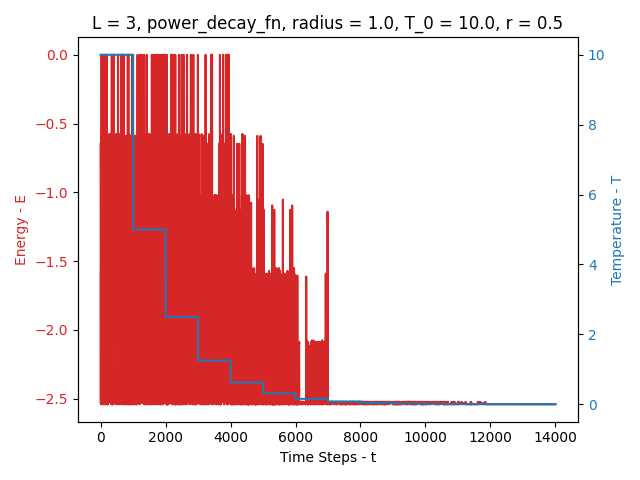 L = 3, power_decay_fn, radius = 1.0, T_0 = 10.0, r = 0.5
0.0
−0.5
−1.0
−1.5
−2.0
−2.5
Energy - E
10
8
6
4
2
0
Temperature - T
0 2000 4000 6000 8000 10000 12000 14000
Time Steps - t